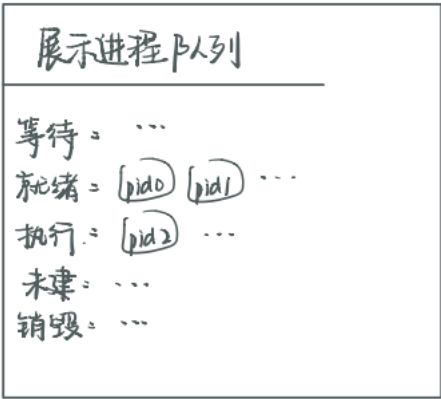 展示进程队列
等待： ...
就绪： pid0 pid1 ...
执行： pid2 ...
未建： ...
销毁： ...